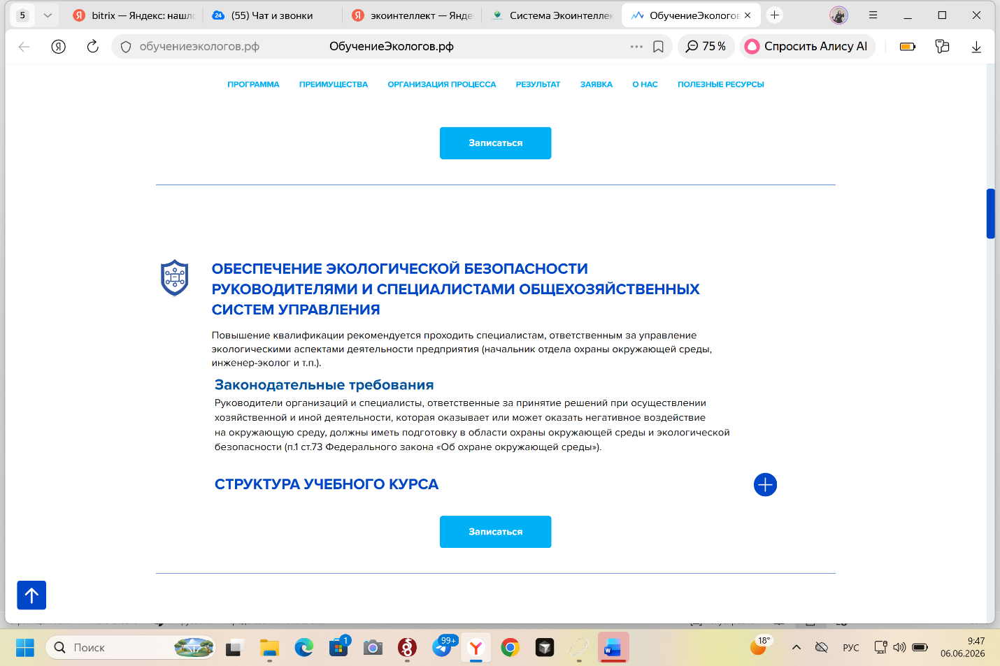 5
bitrix — Яндекс: нашло
24
(55) Чат и звонки
экоинтеллект — Яндекс
Система Экоинтеллек
ОбучениеЭкологов
обучениеэкологов.рф
ОбучениеЭкологов.рф
75 %
Спросить Алису AI
ПРОГРАММА
ПРЕИМУЩЕСТВА
ОРГАНИЗАЦИЯ ПРОЦЕССА
РЕЗУЛЬТАТ
ЗАЯВКА
О НАС
ПОЛЕЗНЫЕ РЕСУРСЫ
Записаться
ОБЕСПЕЧЕНИЕ ЭКОЛОГИЧЕСКОЙ БЕЗОПАСНОСТИ
РУКОВОДИТЕЛЯМИ И СПЕЦИАЛИСТАМИ ОБЩЕХОЗЯЙСТВЕННЫХ
СИСТЕМ УПРАВЛЕНИЯ
Повышение квалификации рекомендуется проходить специалистам, ответственным за управление
экологическими аспектами деятельности предприятия (начальник отдела охраны окружающей среды,
инженер-эколог и т.п.).
Законодательные требования
Руководители организаций и специалисты, ответственные за принятие решений при осуществлении
хозяйственной и иной деятельности, которая оказывает или может оказать негативное воздействие
на окружающую среду, должны иметь подготовку в области охраны окружающей среды и экологической
безопасности (п.1 ст.73 Федерального закона «Об охране окружающей среды»).
СТРУКТУРА УЧЕБНОГО КУРСА
Записаться
Поиск
1
99+
18°
РУС
9:47
06.06.2026